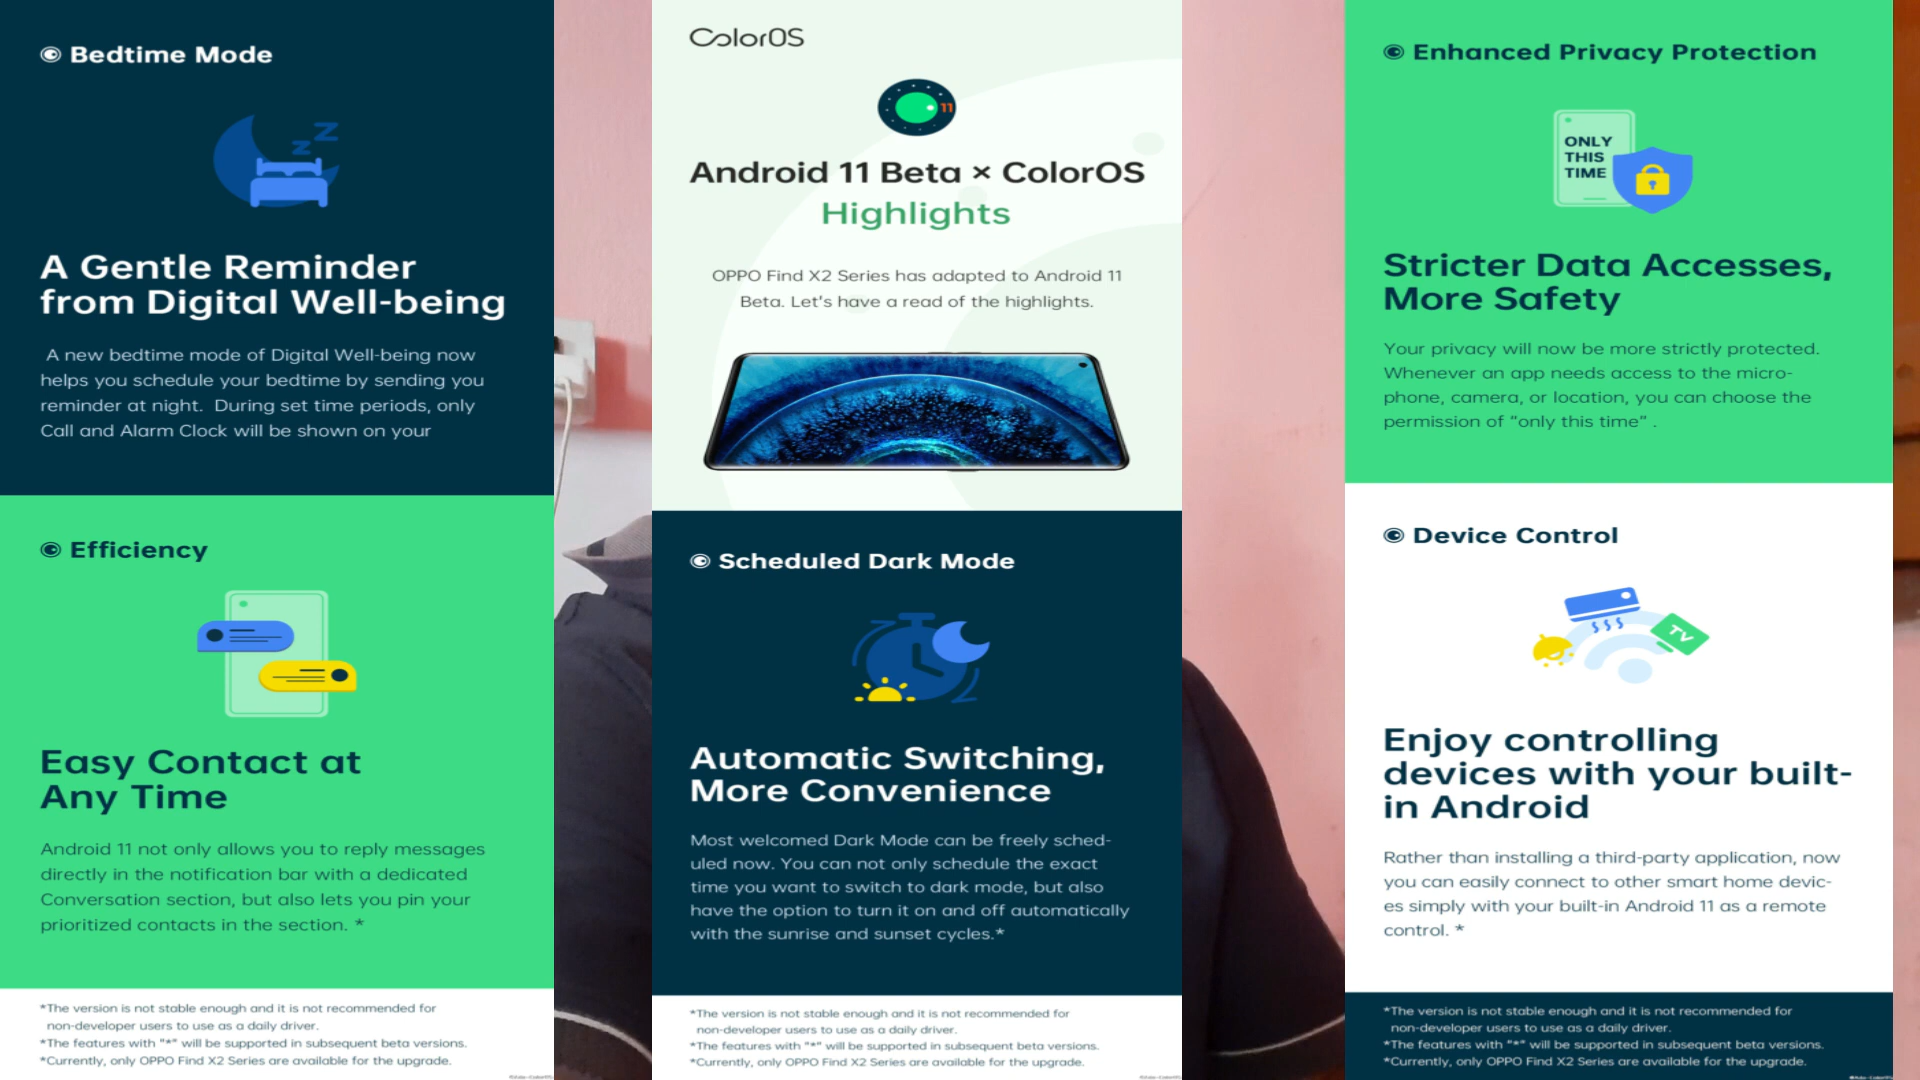 Bedtime Mode
z z
A Gentle Reminder
from Digital Well-being
A new bedtime mode of Digital Well-being now
helps you schedule your bedtime by sending you
reminder at night. During set time periods, only
Call and Alarm Clock will be shown on your
Efficiency
Easy Contact at
Any Time
Android 11 not only allows you to reply messages
directly in the notification bar with a dedicated
Conversation section, but also lets you pin your
prioritized contacts in the section. *
*The version is not stable enough and it is not recommended for
non-developer users to use as a daily driver.
*The features with "*" will be supported in subsequent beta versions.
*Currently, only OPPO Find X2 Series are available for the upgrade.
ColorOS
11
Android 11 Beta × ColorOS
Highlights
OPPO Find X2 Series has adapted to Android 11
Beta. Let's have a read of the highlights.
Scheduled Dark Mode
Automatic Switching,
More Convenience
Most welcomed Dark Mode can be freely sched-
uled now. You can not only schedule the exact
time you want to switch to dark mode, but also
have the option to turn it on and off automatically
with the sunrise and sunset cycles.*
*The version is not stable enough and it is not recommended for
non-developer users to use as a daily driver.
*The features with "*" will be supported in subsequent beta versions.
*Currently, only OPPO Find X2 Series are available for the upgrade.
Enhanced Privacy Protection
ONLY
THIS
TIME
Stricter Data Accesses,
More Safety
Your privacy will now be more strictly protected.
Whenever an app needs access to the micro-
phone, camera, or location, you can choose the
permission of "only this time" .
Device Control
TV
Enjoy controlling
devices with your built-
in Android
Rather than installing a third-party application, now
you can easily connect to other smart home devic-
es simply with your built-in Android 11 as a remote
control. *
*The version is not stable enough and it is not recommended for
non-developer users to use as a daily driver.
*The features with "*" will be supported in subsequent beta versions.
*Currently, only OPPO Find X2 Series are available for the upgrade.